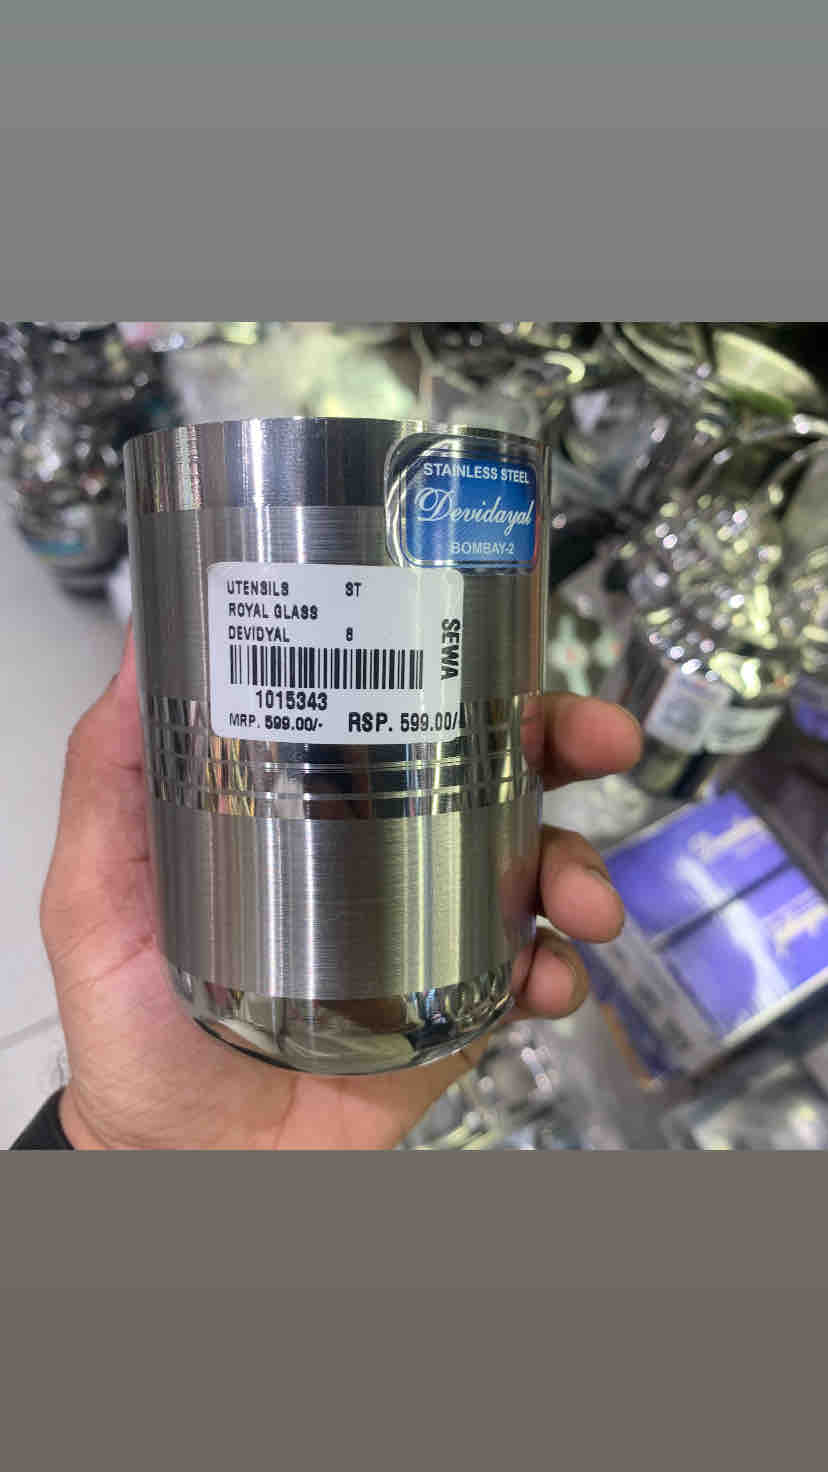 STAINLESS STEEL
Devidayal
BOMBAY-2
UTENSILS ST
ROYAL GLASS
DEVIDYAL 8
SEWA
1015343
MRP. 599.00/- RSP. 599.00/-